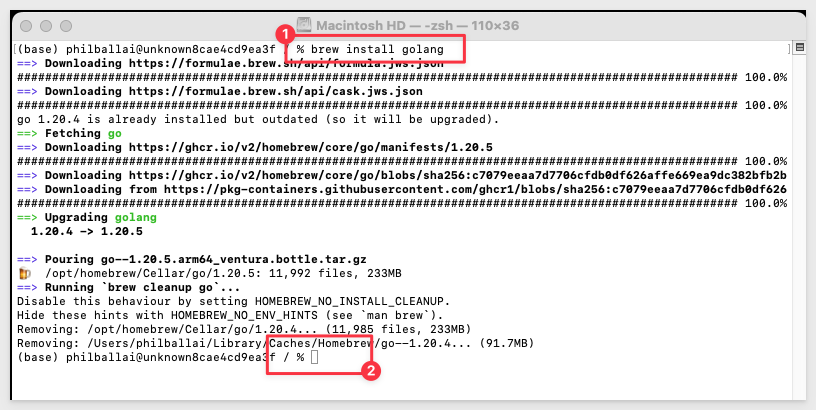 Macintosh HD — -zsh — 110×36
1
(base) philballai@unknown8cae4cd9ea3f / % brew install golang
==> Downloading https://formulae.brew.sh/api/formula.jws.json
######################################################################### 100.0%
==> Downloading https://formulae.brew.sh/api/cask.jws.json
######################################################################### 100.0%
go 1.20.4 is already installed but outdated (so it will be upgraded).
==> Fetching go
==> Downloading https://ghcr.io/v2/homebrew/core/go/manifests/1.20.5
######################################################################### 100.0%
==> Downloading https://ghcr.io/v2/homebrew/core/go/blobs/sha256:c7079eeaa7d7706cfdb0df626affe669ea9dc382bfb2b
==> Downloading from https://pkg-containers.githubusercontent.com/ghcr1/blobs/sha256:c7079eeaa7d7706cfdb0df626
######################################################################### 100.0%
==> Upgrading golang
1.20.4 -> 1.20.5
==> Pouring go--1.20.5.arm64_ventura.bottle.tar.gz
🍺 /opt/homebrew/Cellar/go/1.20.5: 11,992 files, 233MB
==> Running `brew cleanup go`...
Disable this behaviour by setting HOMEBREW_NO_INSTALL_CLEANUP.
Hide these hints with HOMEBREW_NO_ENV_HINTS (see `man brew`).
Removing: /opt/homebrew/Cellar/go/1.20.4... (11,985 files, 233MB)
Removing: /Users/philballai/Library/Caches/Homebrew/go--1.20.4... (91.7MB)
(base) philballai@unknown8cae4cd9ea3f / %
2